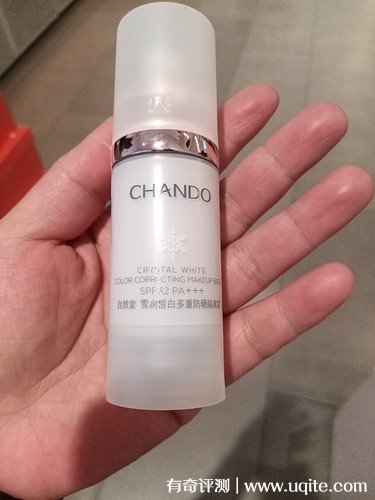 CHANDO
CRYSTAL WHITE
COLOR CORRECTING MAKEUP BASE
SPF32 PA+++
自然堂 雪润皙白多重防晒隔离霜
有奇评测 | www.uqite.com